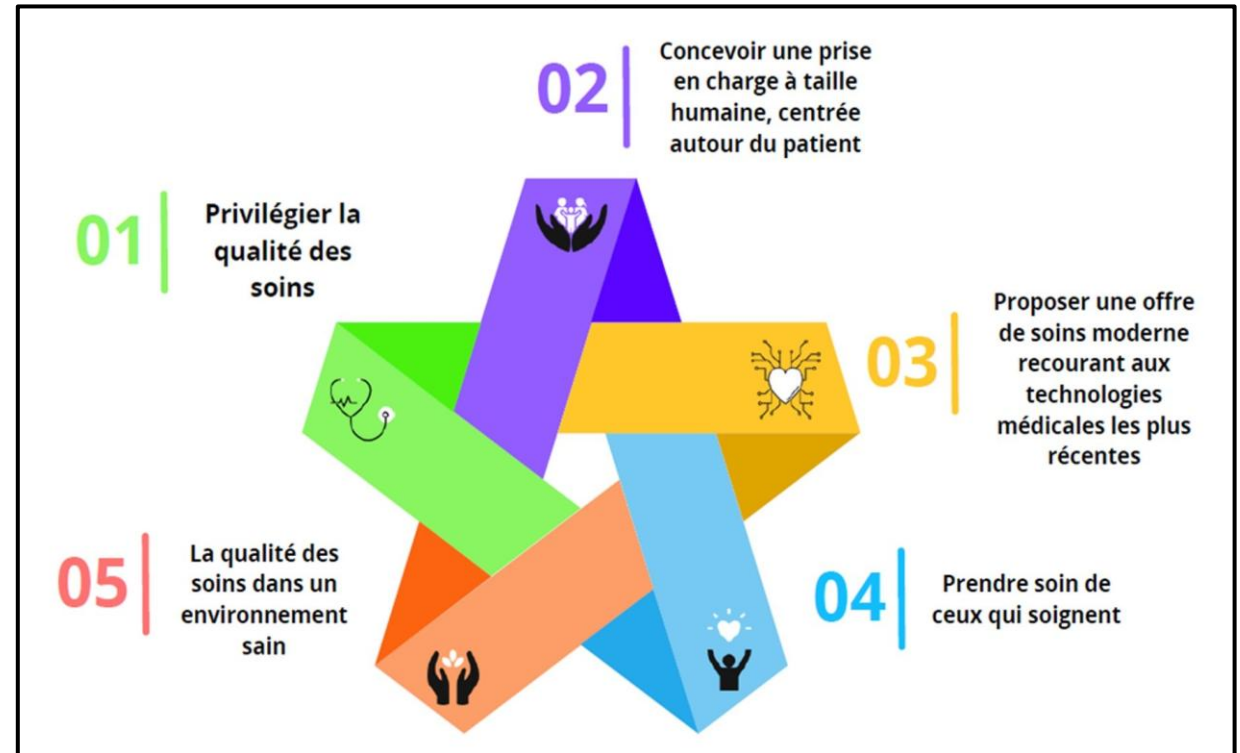 01
Privilégier la
qualité des
soins
02
Concevoir une prise
en charge à taille
humaine, centrée
autour du patient
03
Proposer une offre
de soins moderne
recourant aux
technologies
médicales les plus
récentes
04
Prendre soin de
ceux qui soignent
05
La qualité des
soins dans un
environnement
sain